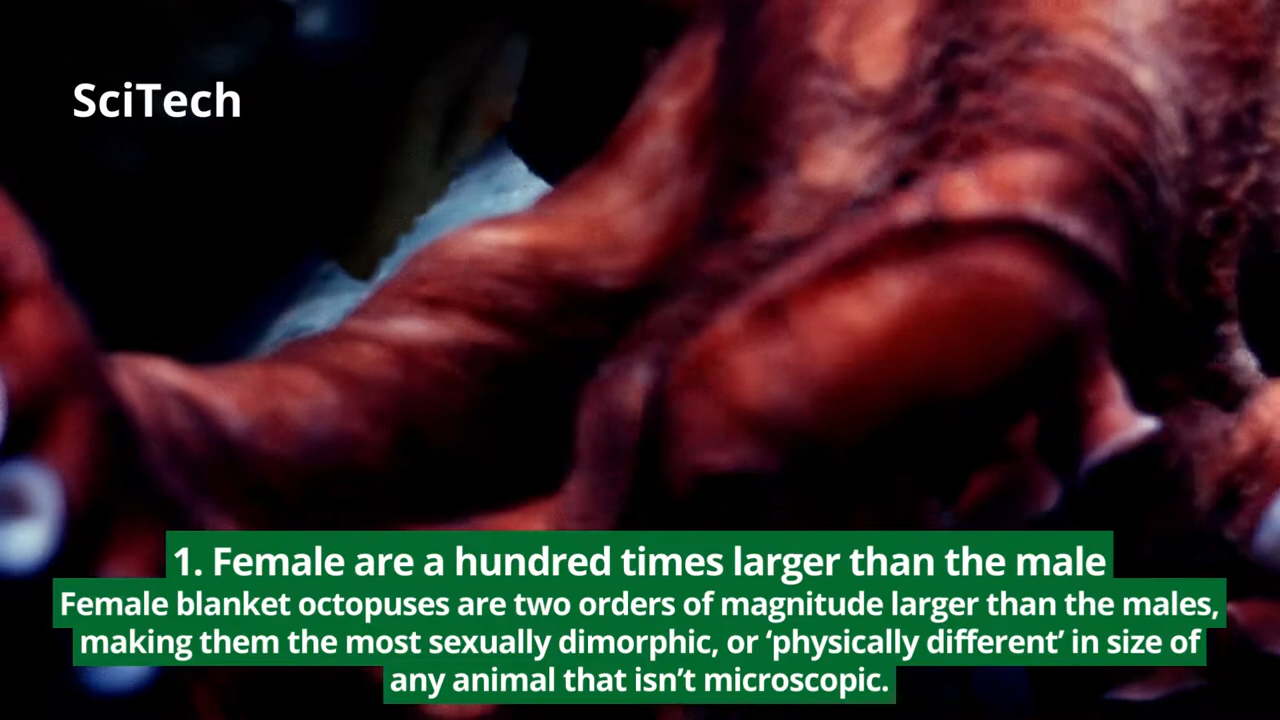 SciTech
1. Female are a hundred times larger than the male
Female blanket octopuses are two orders of magnitude larger than the males,
making them the most sexually dimorphic, or ‘physically different’ in size of
any animal that isn’t microscopic.